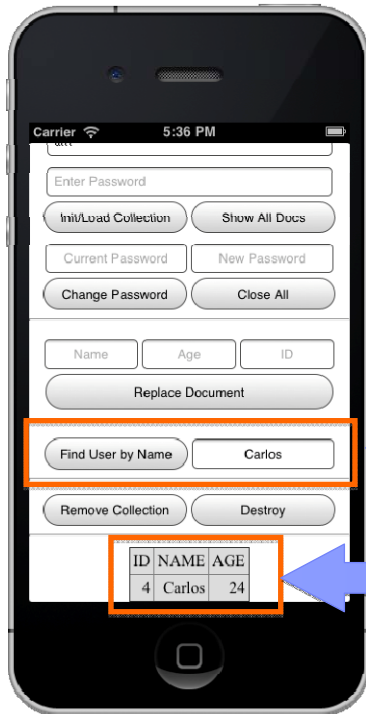 Carrier 5:36 PM
Enter Password
Init/Load Collection Show All Docs
Current Password New Password
Change Password Close All
Name Age ID
Replace Document
Find User by Name Carlos
Remove Collection Destroy
ID NAME AGE
4 Carlos 24